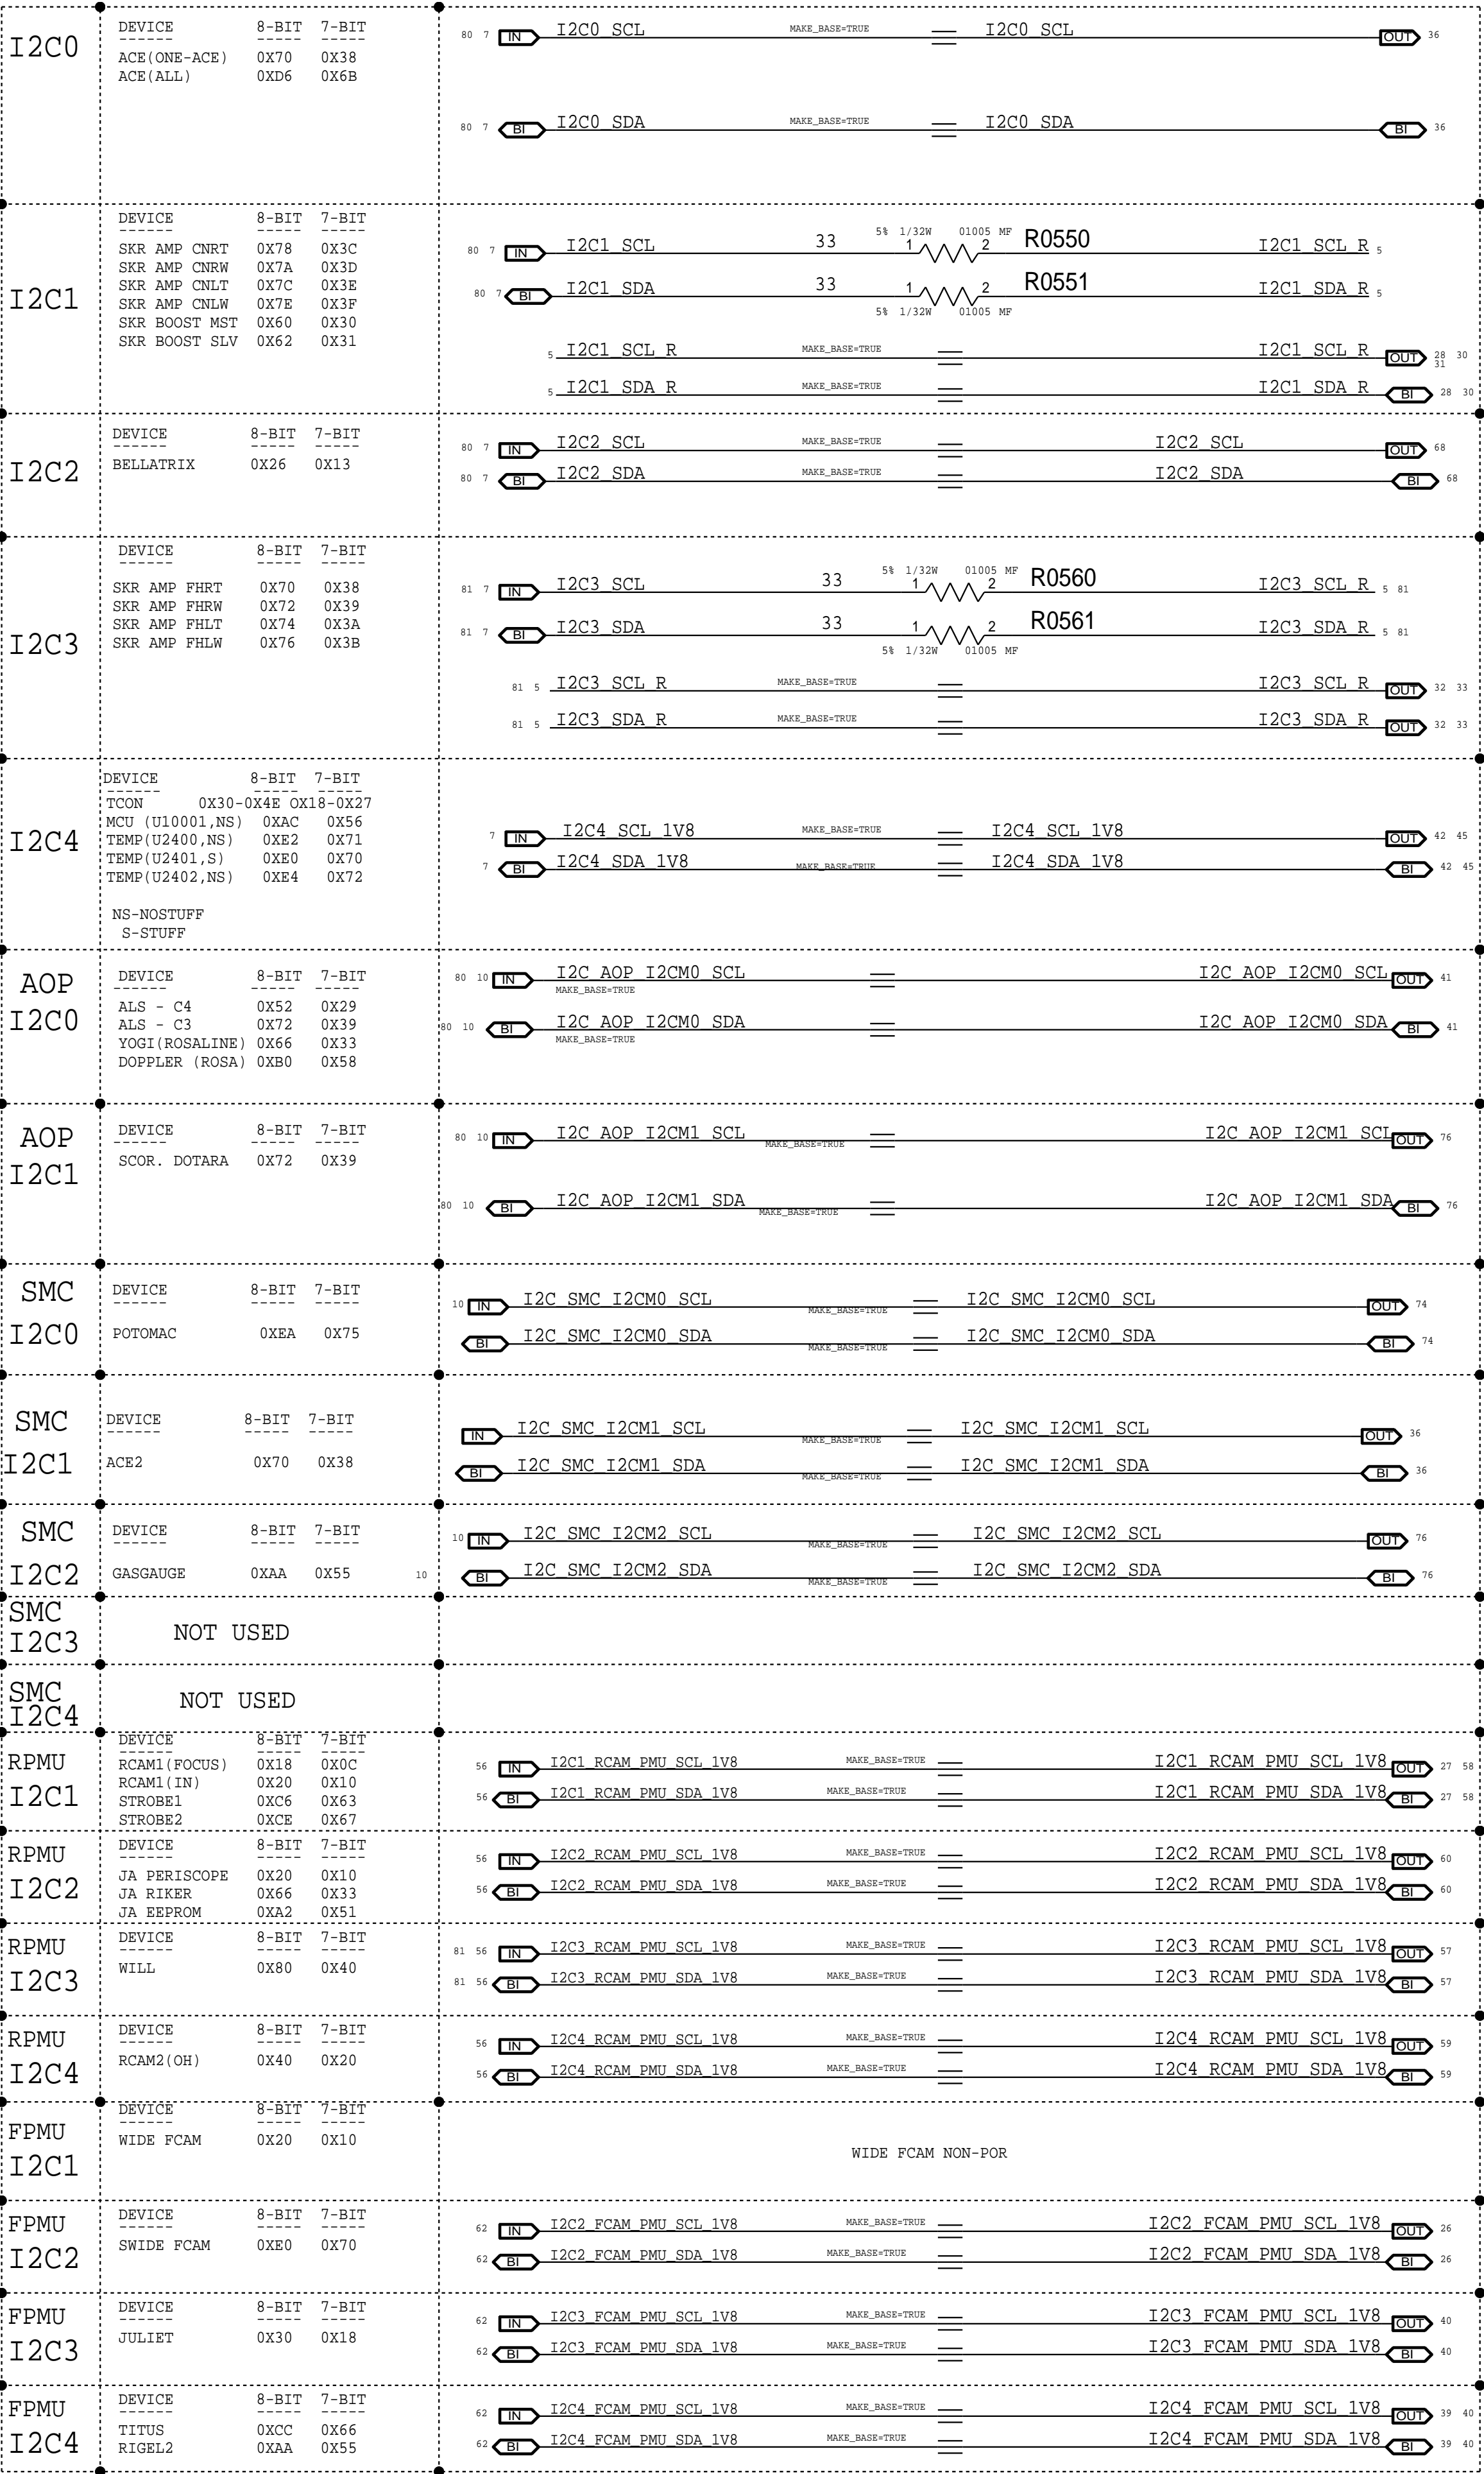 I2C0
DEVICE 8-BIT 7-BIT
------ ----- -----
ACE(ONE-ACE) 0X70 0X38
ACE(ALL) 0XD6 0X6B
80 7 IN I2C0_SCL MAKE_BASE=TRUE I2C0_SCL OUT 36
80 7 BI I2C0_SDA MAKE_BASE=TRUE I2C0_SDA BI 36
I2C1
DEVICE 8-BIT 7-BIT
------ ----- -----
SKR AMP CNRT 0X78 0X3C
SKR AMP CNRW 0X7A 0X3D
SKR AMP CNLT 0X7C 0X3E
SKR AMP CNLW 0X7E 0X3F
SKR BOOST MST 0X60 0X30
SKR BOOST SLV 0X62 0X31
5% 1/32W 01005 MF
80 7 IN I2C1_SCL 33 1 2 R0550 I2C1_SCL_R 5
80 7 BI I2C1_SDA 33 1 2 R0551 I2C1_SDA_R 5
5% 1/32W 01005 MF
5 I2C1_SCL_R MAKE_BASE=TRUE I2C1_SCL_R OUT 28 30
31
5 I2C1_SDA_R MAKE_BASE=TRUE I2C1_SDA_R BI 28 30
I2C2
DEVICE 8-BIT 7-BIT
------ ----- -----
BELLATRIX 0X26 0X13
80 7 IN I2C2_SCL MAKE_BASE=TRUE I2C2_SCL OUT 68
80 7 BI I2C2_SDA MAKE_BASE=TRUE I2C2_SDA BI 68
I2C3
DEVICE 8-BIT 7-BIT
------ ----- -----
SKR AMP FHRT 0X70 0X38
SKR AMP FHRW 0X72 0X39
SKR AMP FHLT 0X74 0X3A
SKR AMP FHLW 0X76 0X3B
5% 1/32W 01005 MF
81 7 IN I2C3_SCL 33 1 2 R0560 I2C3_SCL_R 5 81
81 7 BI I2C3_SDA 33 1 2 R0561 I2C3_SDA_R 5 81
5% 1/32W 01005 MF
81 5 I2C3_SCL_R MAKE_BASE=TRUE I2C3_SCL_R OUT 32 33
81 5 I2C3_SDA_R MAKE_BASE=TRUE I2C3_SDA_R OUT 32 33
I2C4
DEVICE 8-BIT 7-BIT
------ ----- -----
TCON 0X30-0X4E OX18-0X27
MCU (U10001,NS) 0XAC 0X56
TEMP(U2400,NS) 0XE2 0X71
TEMP(U2401,S) 0XE0 0X70
TEMP(U2402,NS) 0XE4 0X72
NS-NOSTUFF
S-STUFF
7 IN I2C4_SCL_1V8 MAKE_BASE=TRUE I2C4_SCL_1V8 OUT 42 45
7 BI I2C4_SDA_1V8 MAKE_BASE=TRUE I2C4_SDA_1V8 BI 42 45
AOP
I2C0
DEVICE 8-BIT 7-BIT
------ ----- -----
ALS - C4 0X52 0X29
ALS - C3 0X72 0X39
YOGI(ROSALINE) 0X66 0X33
DOPPLER (ROSA) 0XB0 0X58
80 10 IN I2C_AOP_I2CM0_SCL I2C_AOP_I2CM0_SCL OUT 41
MAKE_BASE=TRUE
80 10 BI I2C_AOP_I2CM0_SDA I2C_AOP_I2CM0_SDA BI 41
MAKE_BASE=TRUE
AOP
I2C1
DEVICE 8-BIT 7-BIT
------ ----- -----
SCOR. DOTARA 0X72 0X39
80 10 IN I2C_AOP_I2CM1_SCL MAKE_BASE=TRUE I2C_AOP_I2CM1_SCL OUT 76
80 10 BI I2C_AOP_I2CM1_SDA MAKE_BASE=TRUE I2C_AOP_I2CM1_SDA BI 76
SMC
I2C0
DEVICE 8-BIT 7-BIT
------ ----- -----
POTOMAC 0XEA 0X75
10 IN I2C_SMC_I2CM0_SCL MAKE_BASE=TRUE I2C_SMC_I2CM0_SCL OUT 74
BI I2C_SMC_I2CM0_SDA MAKE_BASE=TRUE I2C_SMC_I2CM0_SDA BI 74
SMC
I2C1
DEVICE 8-BIT 7-BIT
------ ----- -----
ACE2 0X70 0X38
IN I2C_SMC_I2CM1_SCL MAKE_BASE=TRUE I2C_SMC_I2CM1_SCL OUT 36
BI I2C_SMC_I2CM1_SDA MAKE_BASE=TRUE I2C_SMC_I2CM1_SDA BI 36
SMC
I2C2
DEVICE 8-BIT 7-BIT
------ ----- -----
GASGAUGE 0XAA 0X55
10 IN I2C_SMC_I2CM2_SCL MAKE_BASE=TRUE I2C_SMC_I2CM2_SCL OUT 76
10 BI I2C_SMC_I2CM2_SDA MAKE_BASE=TRUE I2C_SMC_I2CM2_SDA BI 76
SMC
I2C3
NOT USED
SMC
I2C4
NOT USED
RPMU
I2C1
DEVICE 8-BIT 7-BIT
------ ----- -----
RCAM1(FOCUS) 0X18 0X0C
RCAM1(IN) 0X20 0X10
STROBE1 0XC6 0X63
STROBE2 0XCE 0X67
56 IN I2C1_RCAM_PMU_SCL_1V8 MAKE_BASE=TRUE I2C1_RCAM_PMU_SCL_1V8 OUT 27 58
56 BI I2C1_RCAM_PMU_SDA_1V8 MAKE_BASE=TRUE I2C1_RCAM_PMU_SDA_1V8 BI 27 58
RPMU
I2C2
DEVICE 8-BIT 7-BIT
------ ----- -----
JA PERISCOPE 0X20 0X10
JA RIKER 0X66 0X33
JA EEPROM 0XA2 0X51
56 IN I2C2_RCAM_PMU_SCL_1V8 MAKE_BASE=TRUE I2C2_RCAM_PMU_SCL_1V8 OUT 60
56 BI I2C2_RCAM_PMU_SDA_1V8 MAKE_BASE=TRUE I2C2_RCAM_PMU_SDA_1V8 BI 60
RPMU
I2C3
DEVICE 8-BIT 7-BIT
------ ----- -----
WILL 0X80 0X40
81 56 IN I2C3_RCAM_PMU_SCL_1V8 MAKE_BASE=TRUE I2C3_RCAM_PMU_SCL_1V8 OUT 57
81 56 BI I2C3_RCAM_PMU_SDA_1V8 MAKE_BASE=TRUE I2C3_RCAM_PMU_SDA_1V8 BI 57
RPMU
I2C4
DEVICE 8-BIT 7-BIT
------ ----- -----
RCAM2(OH) 0X40 0X20
56 IN I2C4_RCAM_PMU_SCL_1V8 MAKE_BASE=TRUE I2C4_RCAM_PMU_SCL_1V8 OUT 59
56 BI I2C4_RCAM_PMU_SDA_1V8 MAKE_BASE=TRUE I2C4_RCAM_PMU_SDA_1V8 BI 59
FPMU
I2C1
DEVICE 8-BIT 7-BIT
------ ----- -----
WIDE FCAM 0X20 0X10
WIDE FCAM NON-POR
FPMU
I2C2
DEVICE 8-BIT 7-BIT
------ ----- -----
SWIDE FCAM 0XE0 0X70
62 IN I2C2_FCAM_PMU_SCL_1V8 MAKE_BASE=TRUE I2C2_FCAM_PMU_SCL_1V8 OUT 26
62 BI I2C2_FCAM_PMU_SDA_1V8 MAKE_BASE=TRUE I2C2_FCAM_PMU_SDA_1V8 BI 26
FPMU
I2C3
DEVICE 8-BIT 7-BIT
------ ----- -----
JULIET 0X30 0X18
62 IN I2C3_FCAM_PMU_SCL_1V8 MAKE_BASE=TRUE I2C3_FCAM_PMU_SCL_1V8 OUT 40
62 BI I2C3_FCAM_PMU_SDA_1V8 MAKE_BASE=TRUE I2C3_FCAM_PMU_SDA_1V8 BI 40
FPMU
I2C4
DEVICE 8-BIT 7-BIT
------ ----- -----
TITUS 0XCC 0X66
RIGEL2 0XAA 0X55
62 IN I2C4_FCAM_PMU_SCL_1V8 MAKE_BASE=TRUE I2C4_FCAM_PMU_SCL_1V8 OUT 39 40
62 BI I2C4_FCAM_PMU_SDA_1V8 MAKE_BASE=TRUE I2C4_FCAM_PMU_SDA_1V8 BI 39 40